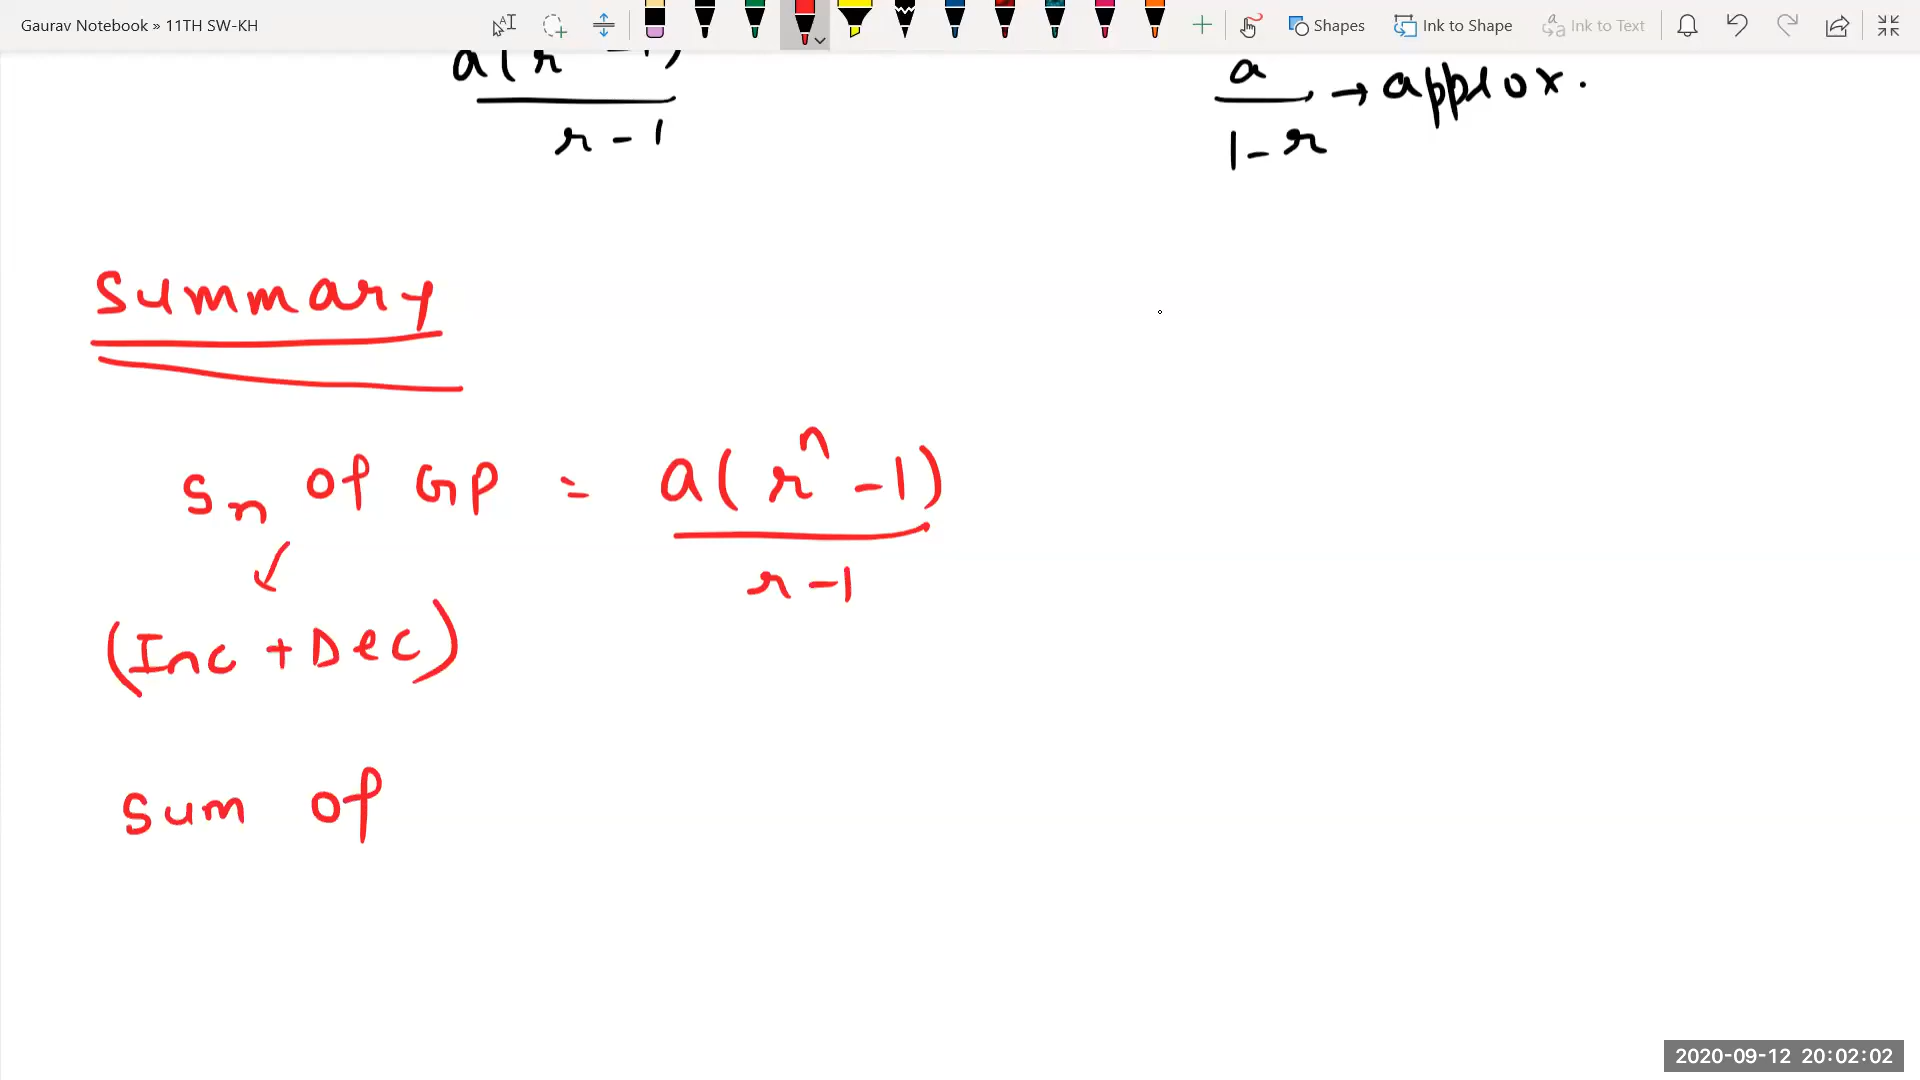 Gaurav Notebook » 11TH SW-KH
Shapes
Ink to Shape
Ink to Text
a(r -1)
r-1
a
1-r
→ approx.
Summary
Sn of GP = a(r^n -1)
r-1
(Inc + Dec)
Sum of
2020-09-12 20:02:02